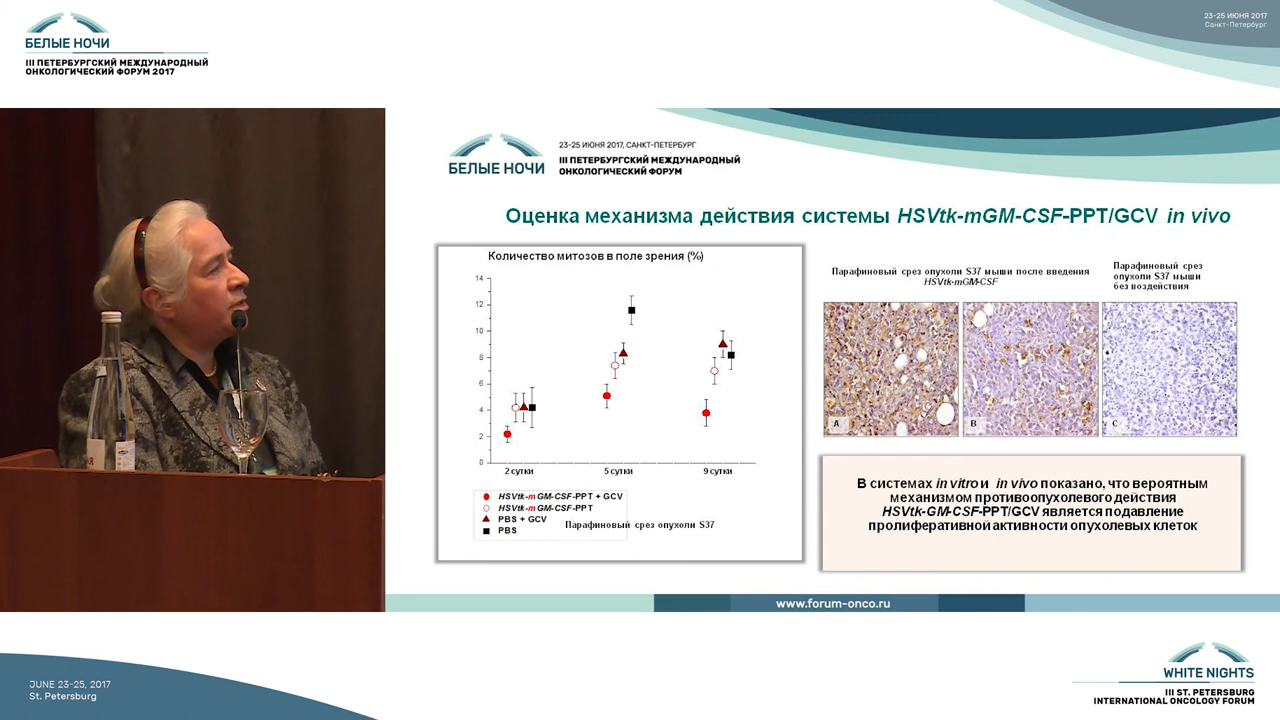 БЕЛЫЕ НОЧИ
III ПЕТЕРБУРГСКИЙ МЕЖДУНАРОДНЫЙ
ОНКОЛОГИЧЕСКИЙ ФОРУМ 2017
23-25 ИЮНЯ 2017
Санкт-Петербург
БЕЛЫЕ НОЧИ
23-25 ИЮНЯ 2017, САНКТ-ПЕТЕРБУРГ
III ПЕТЕРБУРГСКИЙ МЕЖДУНАРОДНЫЙ
ОНКОЛОГИЧЕСКИЙ ФОРУМ
Оценка механизма действия системы HSVtk-mGM-CSF-PPT/GCV in vivo
Количество митозов в поле зрения (%)
14
12
10
8
6
4
2
0
2 сутки 5 сутки 9 сутки
HSVtk-mGM-CSF-PPT + GCV
HSVtk-mGM-CSF-PPT
PBS + GCV
PBS
Парафиновый срез опухоли S37
Парафиновый срез опухоли S37 мыши после введения
HSVtk-mGM-CSF
Парафиновый срез
опухоли S37 мыши
без воздействия
A B C
В системах in vitro и in vivo показано, что вероятным
механизмом противоопухолевого действия
HSVtk-GM-CSF-PPT/GCV является подавление
пролиферативной активности опухолевых клеток
www.forum-onco.ru
JUNE 23-25, 2017
St. Petersburg
WHITE NIGHTS
III ST. PETERSBURG
INTERNATIONAL ONCOLOGY FORUM